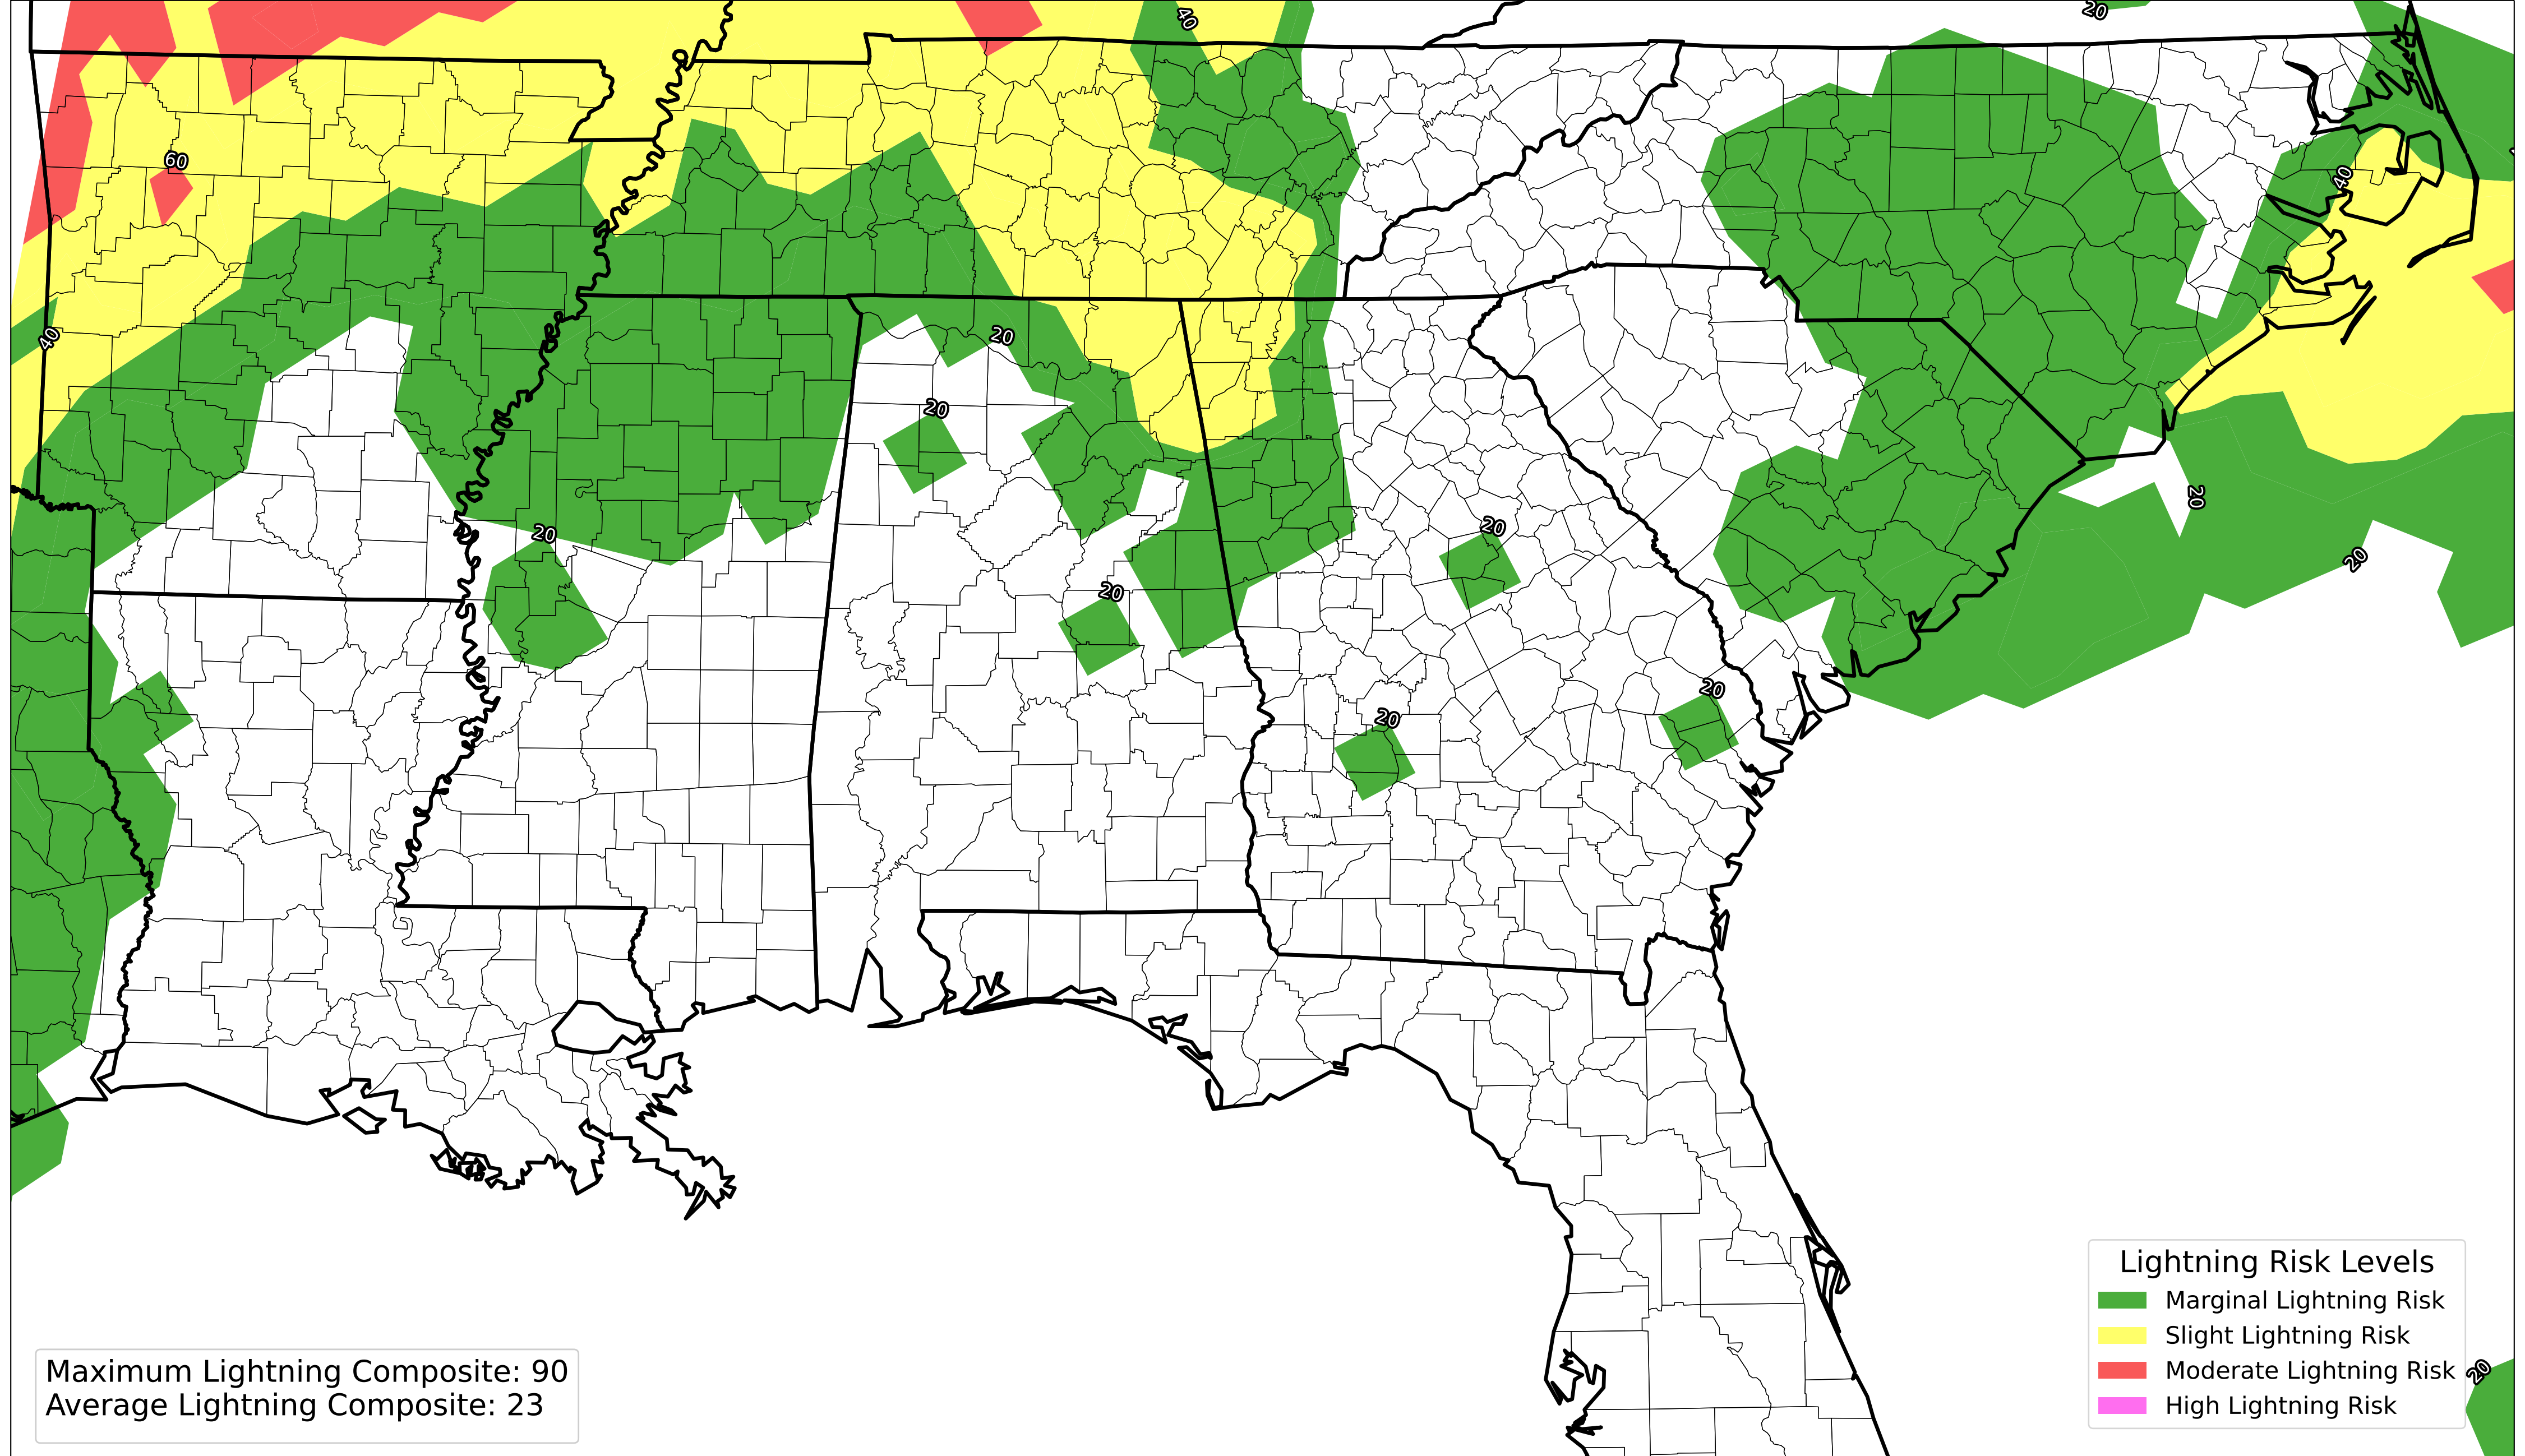 40
20
60
40
40
20
20
20
20
20
20
20
20
20
20
Lightning Risk Levels
Marginal Lightning Risk
Slight Lightning Risk
Moderate Lightning Risk
High Lightning Risk
20
Maximum Lightning Composite: 90
Average Lightning Composite: 23